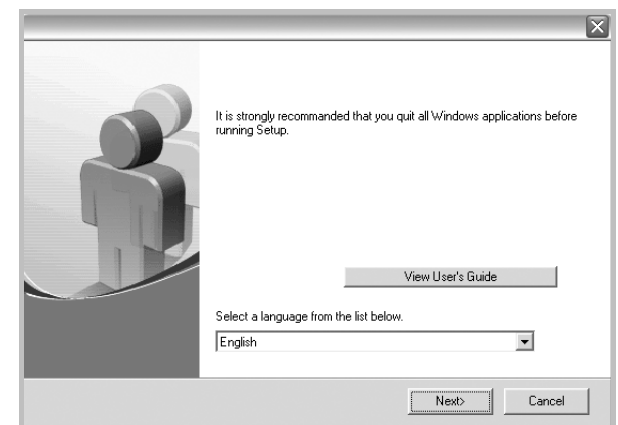 It is strongly recommanded that you quit all Windows applications before
running Setup.
View User's Guide
Select a language from the list below.
English
Next>
Cancel